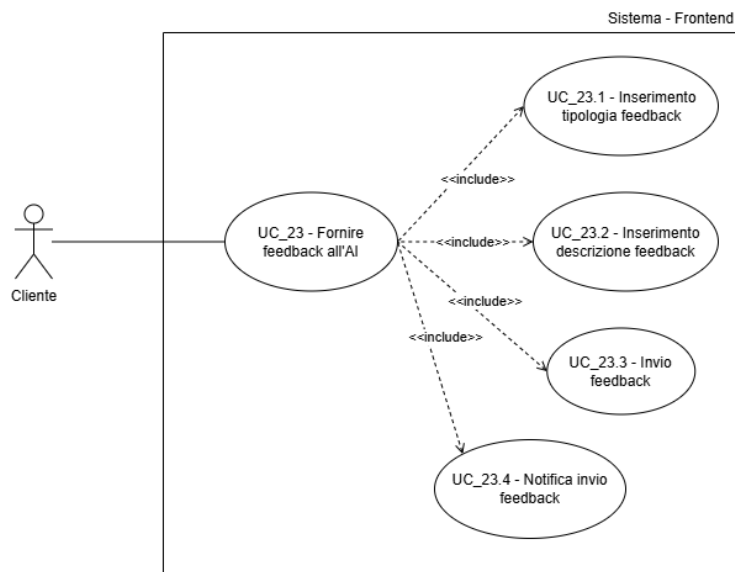 Sistema - Frontend
UC_23.1 - Inserimento
tipologia feedback
<<include>>
UC_23 - Fornire
feedback all'AI
<<include>>
UC_23.2 - Inserimento
descrizione feedback
Cliente
<<include>>
<<include>>
UC_23.3 - Invio
feedback
UC_23.4 - Notifica invio
feedback